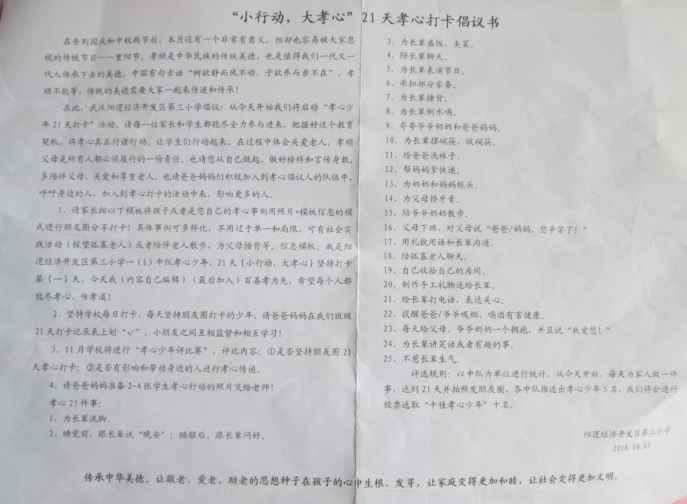 “小行动，大孝心”21天孝心打卡倡议书
在告别国庆和中秋两节后，本月还有一个非常有意义，但却也容易被大家忽
视的传统节日——重阳节。孝顺是中华民族的传统美德，也是值得我们一代又一
代人传承下去的美德。中国有句古话“树欲静而风不动，子欲养而亲不在”，孝
顺不能等，传统的美德需要大家一起来传递和传承！
在此，武汉阳逻经济开发区第三小学倡议：从今天开始我们将启动“孝心少
年21天打卡”活动，请每一位家长和学生都能尽全力参与进来，把握好这个教育
契机，将孝心真正付诸行动，让学生们行动起来，在过程中体会关爱老人，孝顺
父母是所有人都必须履行的一份责任，也请您从自己做起，做好榜样和言传身教，
多陪伴父母，关爱和尊重老人，也请爸爸妈妈们积极加入到孝心倡议人的队伍中，
呼呼身边的人，加入到孝心打卡的活动中来，影响更多的人。
1、请家长按以下模板将孩子或者是您自己的孝心事例用照片+模板信息的模
式进行朋友圈分享打卡！具体事例可多样化，不用过于单一和局限，可有社会实
践活动（探望孤寡老人）或者陪伴老人散步，为父母捶背等。信息模板：我是阳
逻经济开发区第三小学一（1）中队孝心少年，21天【小行动，大孝心】坚持打卡
第｛一｝天，今天我（内容自己编辑）（最后加入）百善孝为先，希望每个人都
能尽孝心，传孝道！
2、坚持学校每日打卡，每天坚持朋友圈打卡的少年，请爸爸妈妈在我们班级
21天打卡记录表上划“✓”，小朋友之间互相监督和相互学习！
3、11月学校将进行“孝心少年评比赛”，评比内容：①是否坚持朋友圈21
天孝心打卡；②是否有影响和带动身边的人进行孝心传递。
4、请爸爸妈妈准备2-4张学生孝心行动的照片交给老师！
孝心25件事：
1、为长辈洗脚。
2、睡觉前，跟长辈说“晚安”；睡醒后，跟长辈问好。
3、为长辈盛饭、夹菜。
4、陪长辈聊天。
5、为长辈表演节目。
6、承担部分家务。
7、为长辈捶背。
8、为长辈倒水喝。
9、夸夸爷爷奶奶和爸爸妈妈。
10、为长辈摆碗筷，收碗筷。
11、给爸爸洗袜子。
12、帮妈妈拿快递。
13、为奶奶和妈妈梳头。
14、为父母挤牙膏。
15、陪爷爷奶奶散步。
16、父母下班，对父母说“爸爸/妈妈，您辛苦了！”
17、用礼貌用语和长辈沟通。
18、陪孤寡老人聊天。
19、自己收拾自己的房间。
20、制作手工礼物送给长辈。
21、给长辈打电话，表达关心。
22、提醒爸爸/爷爷吸烟，喝酒有害健康。
23、每天给父母，爷爷奶奶一个拥抱，并且说“我爱您！”
24、为长辈讲笑话或者有趣的事。
25、不惹长辈生气。
评选规则：以中队为单位进行统计，从今天开始，每天为家人做一件
事，达到21天并拍照发朋友圈。各中队推选出孝心少年5名，我们将会进行
投票选取“十佳孝心少年”十名。
阳逻经济开发区第三小学
2018.10.15
传承中华美德，让敬老、爱老、助老的思想种子在孩子的心中生根、发芽，让家庭变得更加和睦，让社会变得更加文明。